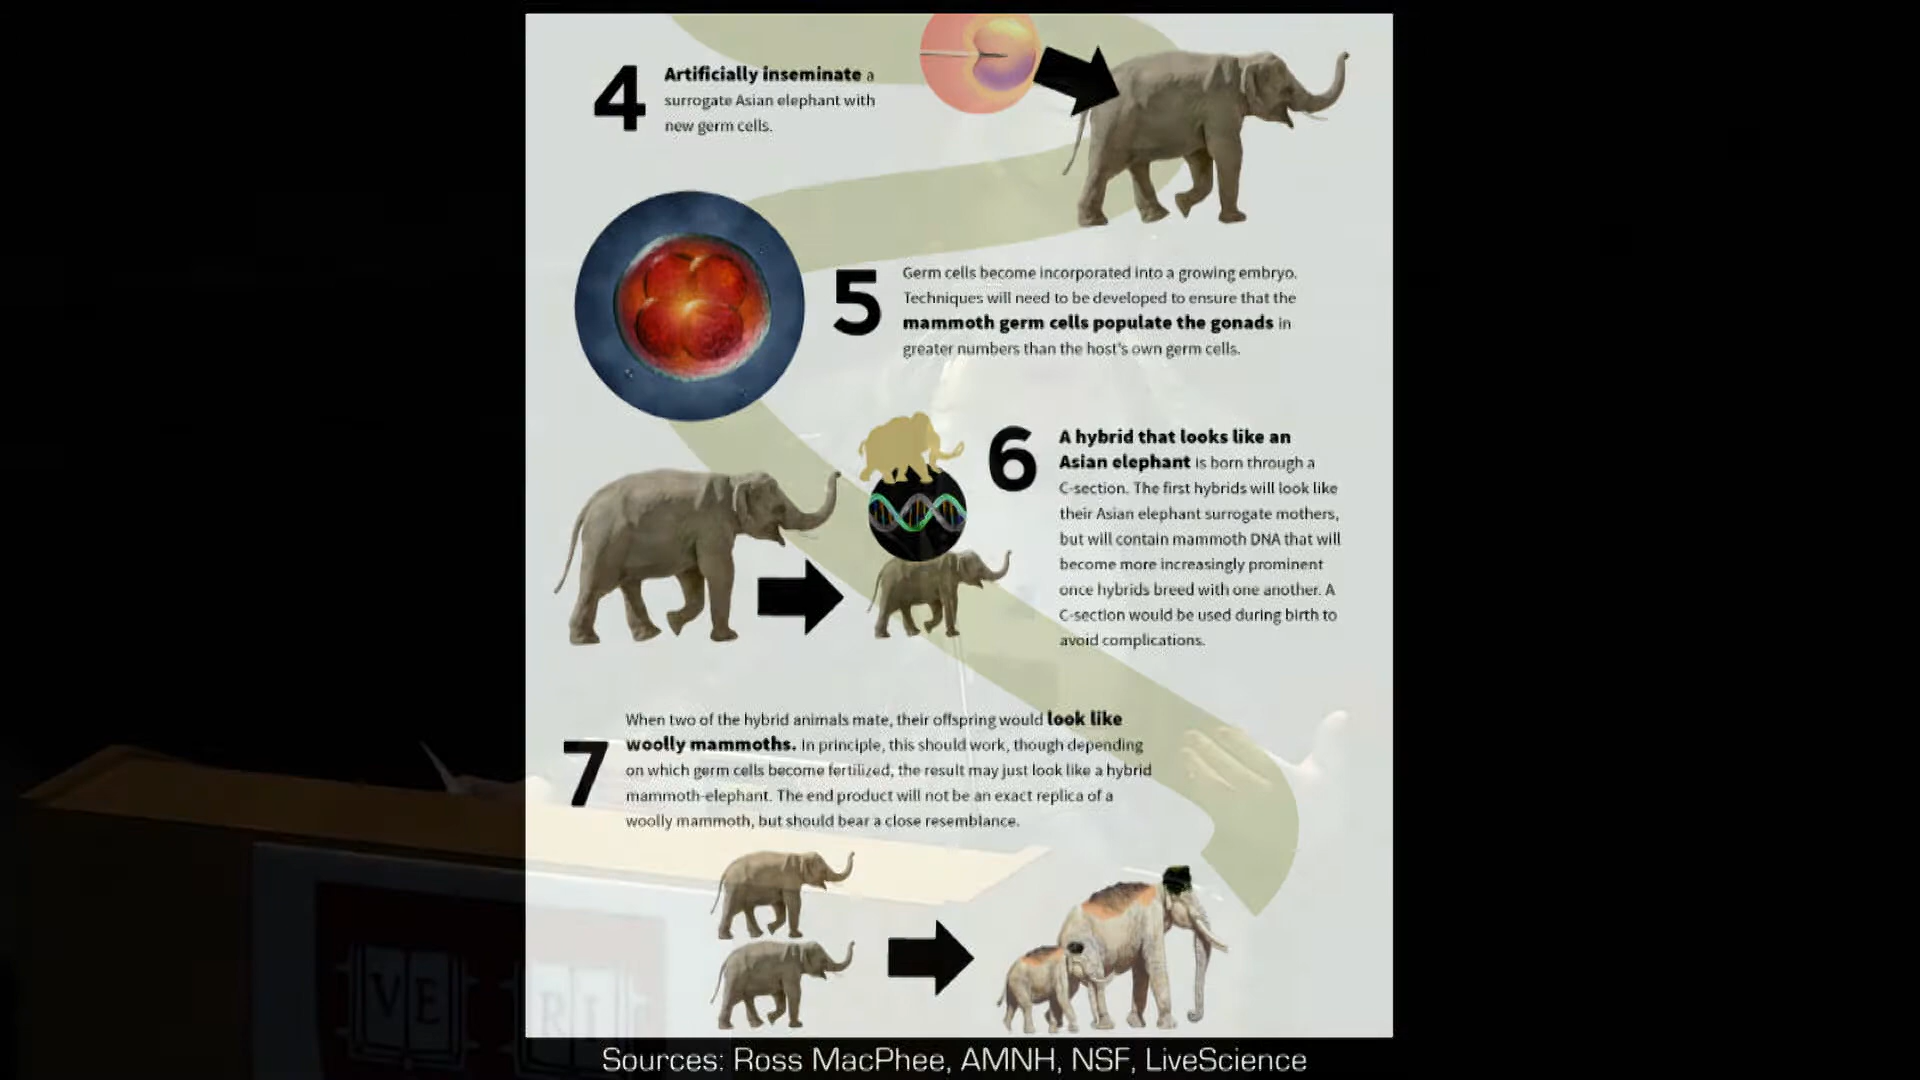 4
Artificially inseminate a
surrogate Asian elephant with
new germ cells.
5
Germ cells become incorporated into a growing embryo.
Techniques will need to be developed to ensure that the
mammoth germ cells populate the gonads in
greater numbers than the host's own germ cells.
6
A hybrid that looks like an
Asian elephant is born through a
C-section. The first hybrids will look like
their Asian elephant surrogate mothers,
but will contain mammoth DNA that will
become more increasingly prominent
once hybrids breed with one another. A
C-section would be used during birth to
avoid complications.
7
When two of the hybrid animals mate, their offspring would look like
woolly mammoths. In principle, this should work, though depending
on which germ cells become fertilized, the result may just look like a hybrid
mammoth-elephant. The end product will not be an exact replica of a
woolly mammoth, but should bear a close resemblance.
VE
RI
Sources: Ross MacPhee, AMNH, NSF, LiveScience